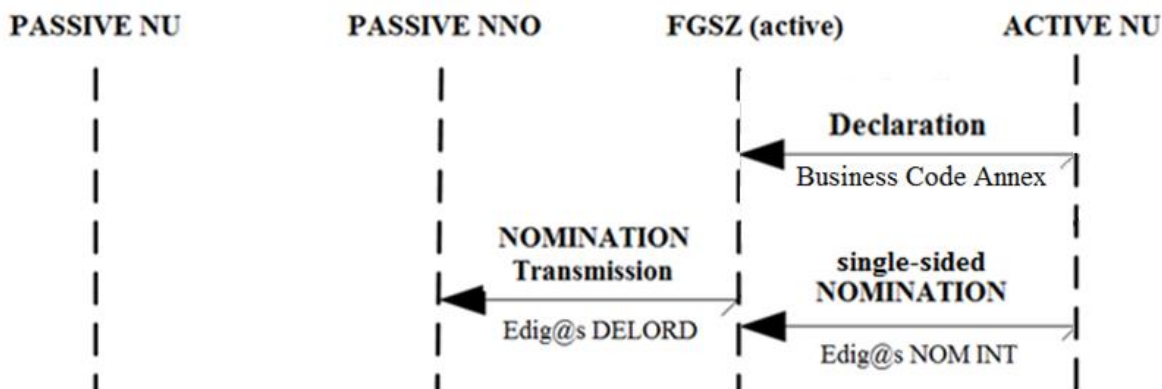 PASSIVE NU PASSIVE NNO FGSZ (active) ACTIVE NU
Declaration
Business Code Annex
NOMINATION
Transmission
Edig@s DELORD
single-sided
NOMINATION
Edig@s NOM INT